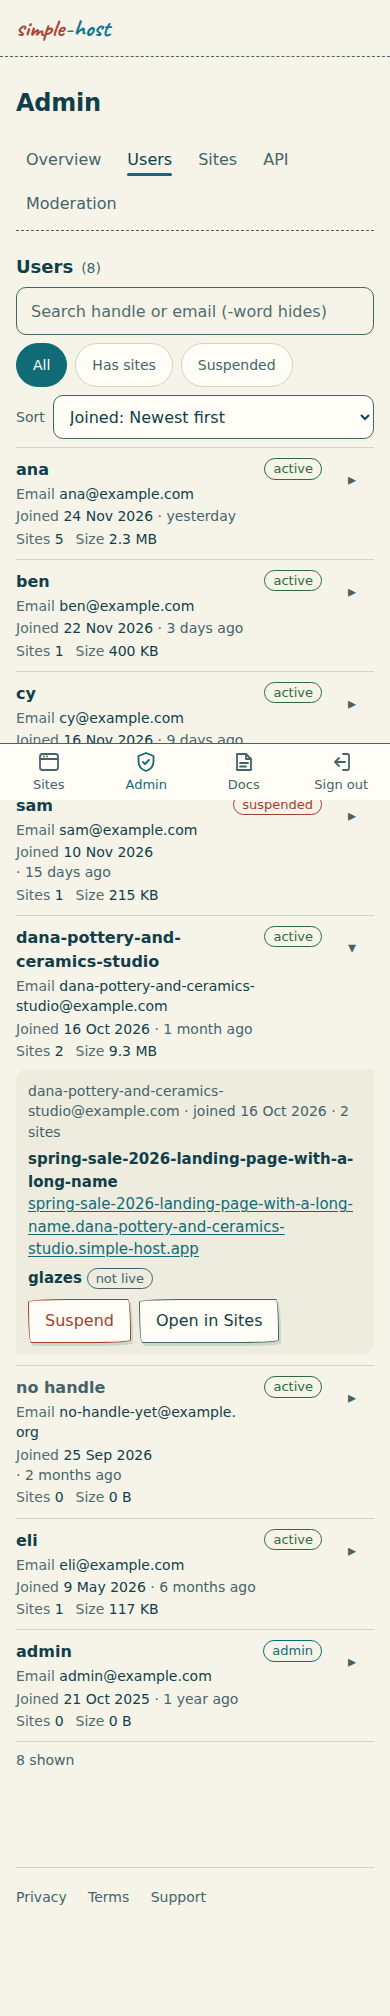 simple-host
Admin
Overview Users Sites API
Moderation
Users (8)
Search handle or email (-word hides)
All Has sites Suspended
Sort Joined: Newest first
ana active ▸
Email ana@example.com
Joined 24 Nov 2026 · yesterday
Sites 5 Size 2.3 MB
ben active ▸
Email ben@example.com
Joined 22 Nov 2026 · 3 days ago
Sites 1 Size 400 KB
cy active ▸
Email cy@example.com
Joined 16 Nov 2026 · 9 days ago
Sites Admin Docs Sign out
sam suspended ▸
Email sam@example.com
Joined 10 Nov 2026
· 15 days ago
Sites 1 Size 215 KB
dana-pottery-and- active ▾
ceramics-studio
Email dana-pottery-and-ceramics-
studio@example.com
Joined 16 Oct 2026 · 1 month ago
Sites 2 Size 9.3 MB
dana-pottery-and-ceramics-
studio@example.com · joined 16 Oct 2026 · 2
sites
spring-sale-2026-landing-page-with-a-
long-name
spring-sale-2026-landing-page-with-a-long-
name.dana-pottery-and-ceramics-
studio.simple-host.app
glazes not live
Suspend Open in Sites
no handle active ▸
Email no-handle-yet@example.
org
Joined 25 Sep 2026
· 2 months ago
Sites 0 Size 0 B
eli active ▸
Email eli@example.com
Joined 9 May 2026 · 6 months ago
Sites 1 Size 117 KB
admin admin ▸
Email admin@example.com
Joined 21 Oct 2025 · 1 year ago
Sites 0 Size 0 B
8 shown
Privacy Terms Support